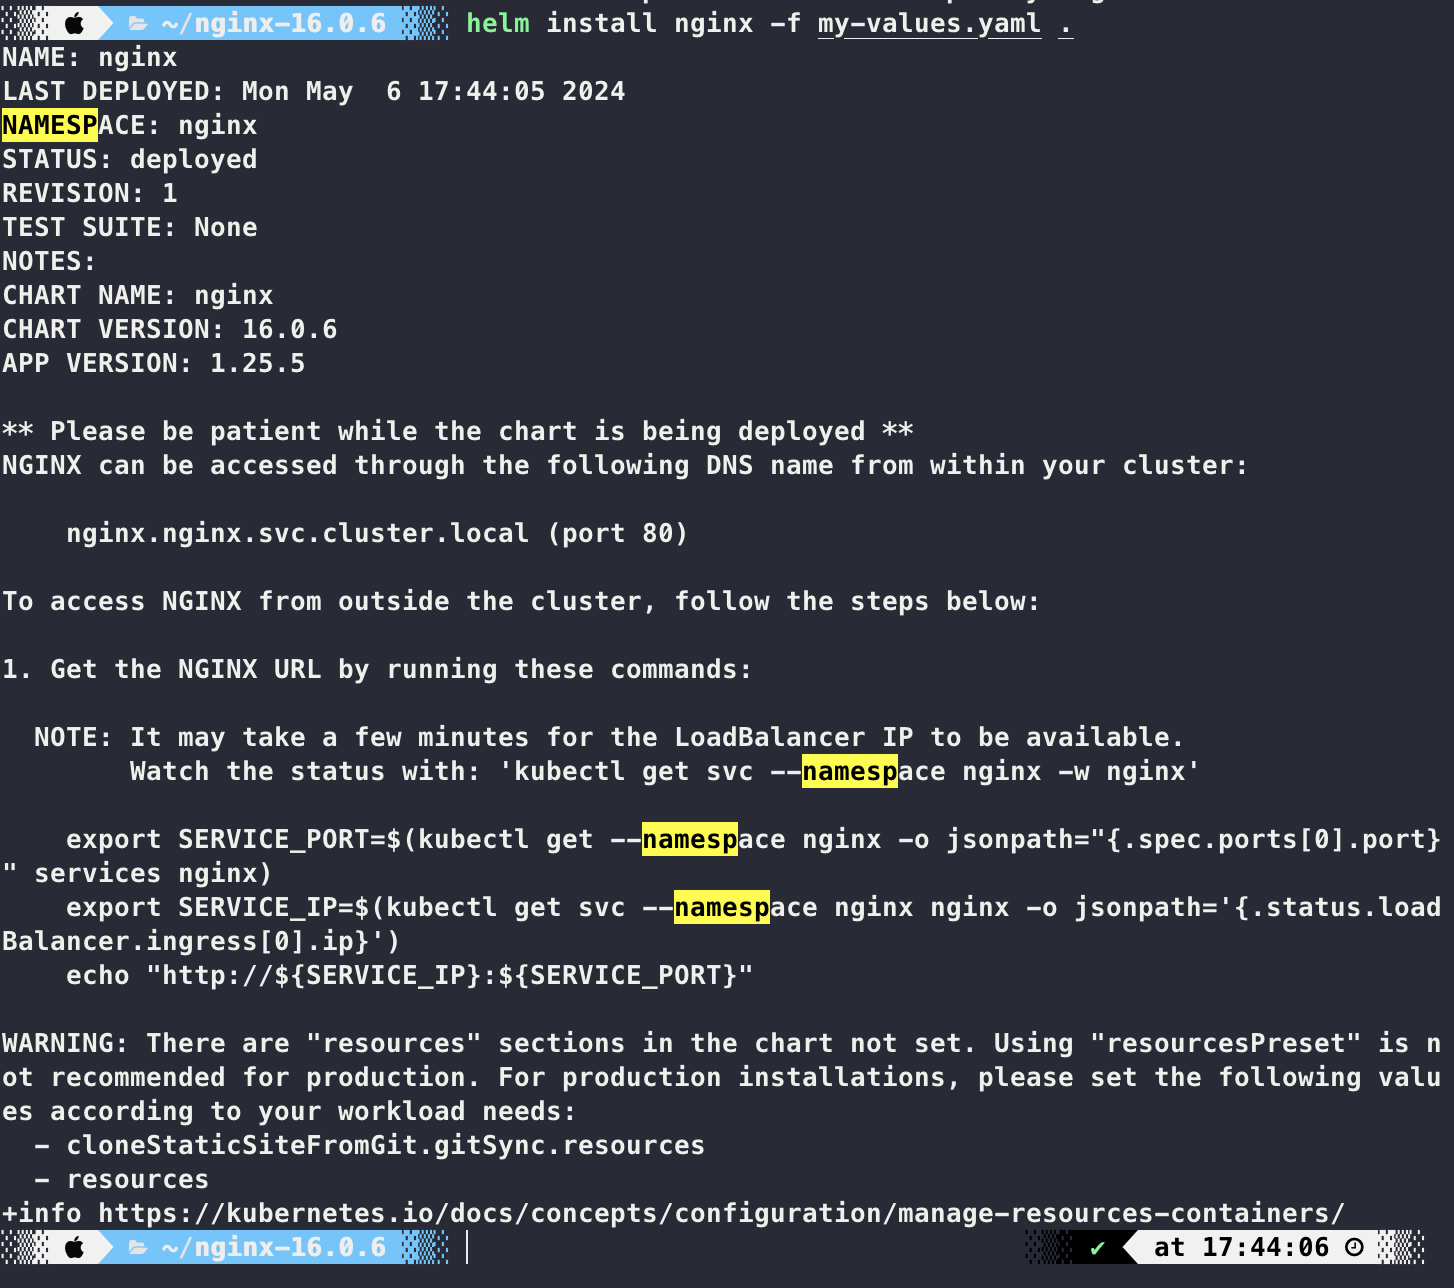 ~/nginx-16.0.6 helm install nginx -f my-values.yaml .
NAME: nginx
LAST DEPLOYED: Mon May  6 17:44:05 2024
NAMESPACE: nginx
STATUS: deployed
REVISION: 1
TEST SUITE: None
NOTES:
CHART NAME: nginx
CHART VERSION: 16.0.6
APP VERSION: 1.25.5
** Please be patient while the chart is being deployed **
NGINX can be accessed through the following DNS name from within your cluster:
nginx.nginx.svc.cluster.local (port 80)
To access NGINX from outside the cluster, follow the steps below:
1. Get the NGINX URL by running these commands:
NOTE: It may take a few minutes for the LoadBalancer IP to be available.
Watch the status with: 'kubectl get svc --namespace nginx -w nginx'
export SERVICE_PORT=$(kubectl get --namespace nginx -o jsonpath="{.spec.ports[0].port}
" services nginx)
export SERVICE_IP=$(kubectl get svc --namespace nginx nginx -o jsonpath='{.status.load
Balancer.ingress[0].ip}')
echo "http://${SERVICE_IP}:${SERVICE_PORT}"
WARNING: There are "resources" sections in the chart not set. Using "resourcesPreset" is n
ot recommended for production. For production installations, please set the following valu
es according to your workload needs:
- cloneStaticSiteFromGit.gitSync.resources
- resources
+info https://kubernetes.io/docs/concepts/configuration/manage-resources-containers/
~/nginx-16.0.6 ✔ at 17:44:06